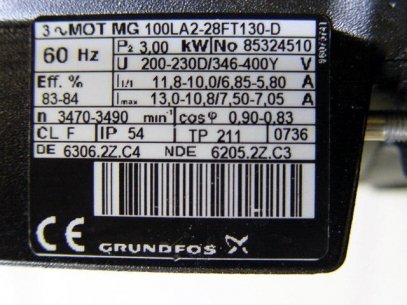 3∼MOT MG 100LA2-28FT130-D
60 Hz
P₂ 3,00 kW No 85324510
U 200-230D/346-400Y V
Eff. % I₁/₁ 11,8-10,0/6,85-5,80 A
83-84 Imax 13,0-10,8/7,50-7,05 A
n 3470-3490 min⁻¹ cos φ 0,90-0,83
CL F IP 54 TP 211 0736
DE 6306.2Z.C4 NDE 6205.2Z.C3
CE GRUNDFOS